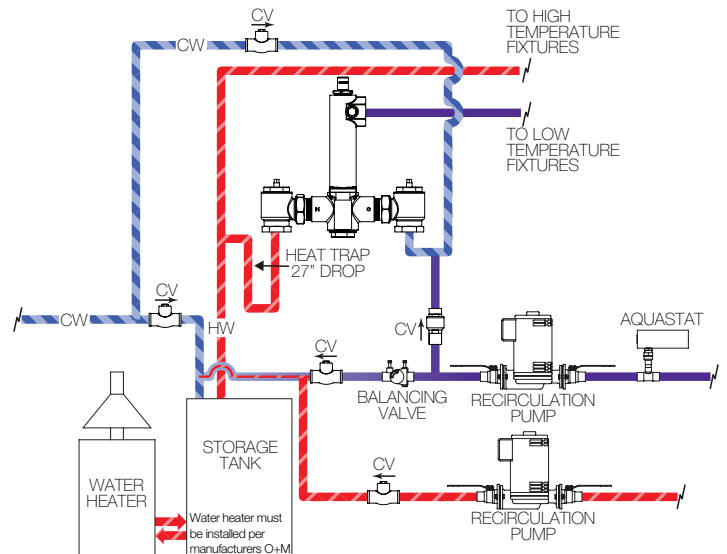 CV
CW
TO HIGH
TEMPERATURE
FIXTURES
TO LOW
TEMPERATURE
FIXTURES
H
C
HEAT TRAP
27" DROP
CV
CW
HW
CV
AQUASTAT
CV
BALANCING
VALVE
RECIRCULATION
PUMP
STORAGE
TANK
WATER
HEATER
CV
Water heater must
be installed per
manufacturers O+M
RECIRCULATION
PUMP